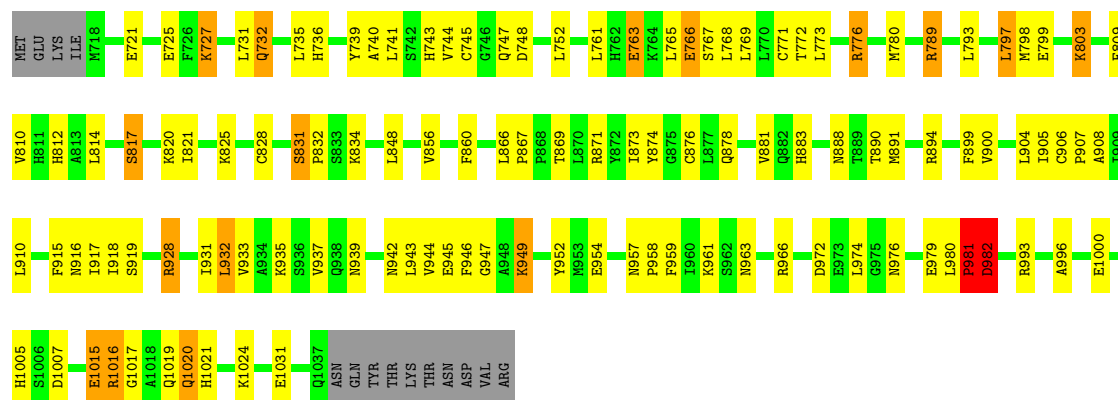 MET GLU LYS ILE M718 E721 E725 F726 K727 L731 Q732 L735 H736 Y739 A740 L741 S742 H743 V744 C745 G746 Q747 D748 L752 L761 H762 E763 K764 L765 E766 S767 L768 L769 L770 C771 T772 L773 R776 M780 R789 L793 L797 M798 E799 K803
V810 H811 H812 A813 L814 S817 K820 I821 K825 C828 S831 P832 S833 K834 L848 V856 F860 L866 P867 P868 T869 L870 R871 Y872 I873 Y874 G875 C876 L877 Q878 V881 Q882 H883 N888 T889 T890 M891 R894 F899 V900 L904 I905 C906 P907 A908 I909
L910 F915 N916 I917 I918 S919 R928 I931 L932 V933 A934 K935 S936 V937 Q938 N939 N942 L943 V944 E945 F946 G947 A948 K949 Y952 M953 E954 N957 P958 F959 I960 K961 S962 N963 R966 D972 E973 L974 G975 N976 E979 L980 P981 D982 R993 A996 E1000
H1005 S1006 D1007 E1015 R1016 G1017 A1018 Q1019 Q1020 H1021 K1024 E1031 Q1037 ASN GLN TYR THR LYS THR ASN ASP VAL ARG